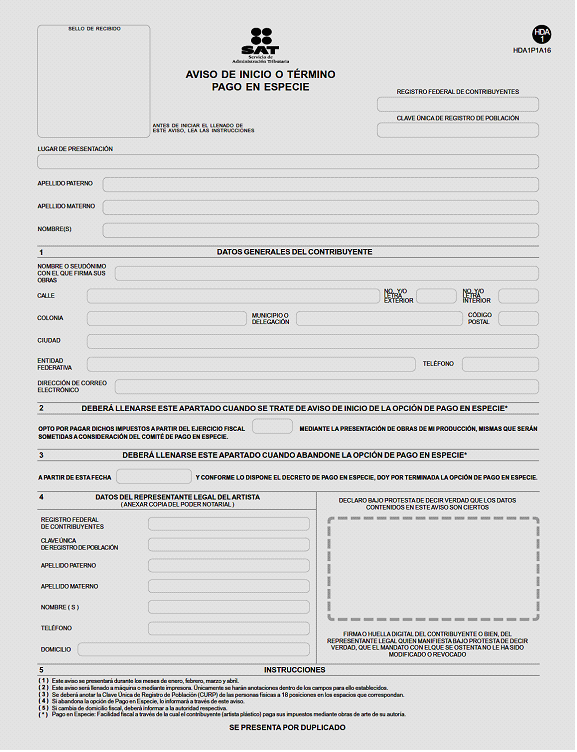 SELLO DE RECIBIDO
SAT
Servicio de
Administración Tributaria
HDA
1
HDA1P1A16
AVISO DE INICIO O TÉRMINO
PAGO EN ESPECIE
REGISTRO FEDERAL DE CONTRIBUYENTES
CLAVE ÚNICA DE REGISTRO DE POBLACIÓN
ANTES DE INICIAR EL LLENADO DE
ESTE AVISO, LEA LAS INSTRUCCIONES
LUGAR DE PRESENTACIÓN
APELLIDO PATERNO
APELLIDO MATERNO
NOMBRE(S)
1 DATOS GENERALES DEL CONTRIBUYENTE
NOMBRE O SEUDÓNIMO
CON EL QUE FIRMA SUS
OBRAS
CALLE
NO. Y/O
LETRA
EXTERIOR
NO. Y/O
LETRA
INTERIOR
COLONIA
MUNICIPIO O
DELEGACIÓN
CÓDIGO
POSTAL
CIUDAD
ENTIDAD
FEDERATIVA
TELÉFONO
DIRECCIÓN DE CORREO
ELECTRÓNICO
2 DEBERÁ LLENARSE ESTE APARTADO CUANDO SE TRATE DE AVISO DE INICIO DE LA OPCIÓN DE PAGO EN ESPECIE*
OPTO POR PAGAR DICHOS IMPUESTOS A PARTIR DEL EJERCICIO FISCAL MEDIANTE LA PRESENTACIÓN DE OBRAS DE MI PRODUCCIÓN, MISMAS QUE SERÁN
SOMETIDAS A CONSIDERACIÓN DEL COMITÉ DE PAGO EN ESPECIE.
3 DEBERÁ LLENARSE ESTE APARTADO CUANDO ABANDONE LA OPCIÓN DE PAGO EN ESPECIE*
A PARTIR DE ESTA FECHA Y CONFORME LO DISPONE EL DECRETO DE PAGO EN ESPECIE, DOY POR TERMINADA LA OPCIÓN DE PAGO EN ESPECIE.
4 DATOS DEL REPRESENTANTE LEGAL DEL ARTISTA
( ANEXAR COPIA DEL PODER NOTARIAL )
REGISTRO FEDERAL
DE CONTRIBUYENTES
CLAVE ÚNICA
DE REGISTRO DE POBLACIÓN
APELLIDO PATERNO
APELLIDO MATERNO
NOMBRE ( S )
TELÉFONO
DOMICILIO
DECLARO BAJO PROTESTA DE DECIR VERDAD QUE LOS DATOS
CONTENIDOS EN ESTE AVISO SON CIERTOS
FIRMA O HUELLA DIGITAL DEL CONTRIBUYENTE O BIEN, DEL
REPRESENTANTE LEGAL QUIEN MANIFIESTA BAJO PROTESTA DE DECIR
VERDAD, QUE EL MANDATO CON EL QUE SE OSTENTA NO LE HA SIDO
MODIFICADO O REVOCADO
5 INSTRUCCIONES
( 1 ) Este aviso se presentará durante los meses de enero, febrero, marzo y abril.
( 2 ) Este aviso será llenado a máquina o mediante impresora. Únicamente se harán anotaciones dentro de los campos para ello establecidos.
( 3 ) Se deberá anotar la Clave Única de Registro de Población (CURP) de las personas físicas a 18 posiciones en los espacios que correspondan.
( 4 ) Si abandona la opción de Pago en Especie, lo informará a través de este aviso.
( 5 ) Si cambia de domicilio fiscal, deberá informar a la autoridad respectiva.
( * ) Pago en Especie: Facilidad fiscal a través de la cual el contribuyente (artista plástico) paga sus impuestos mediante obras de arte de su autoría.
SE PRESENTA POR DUPLICADO